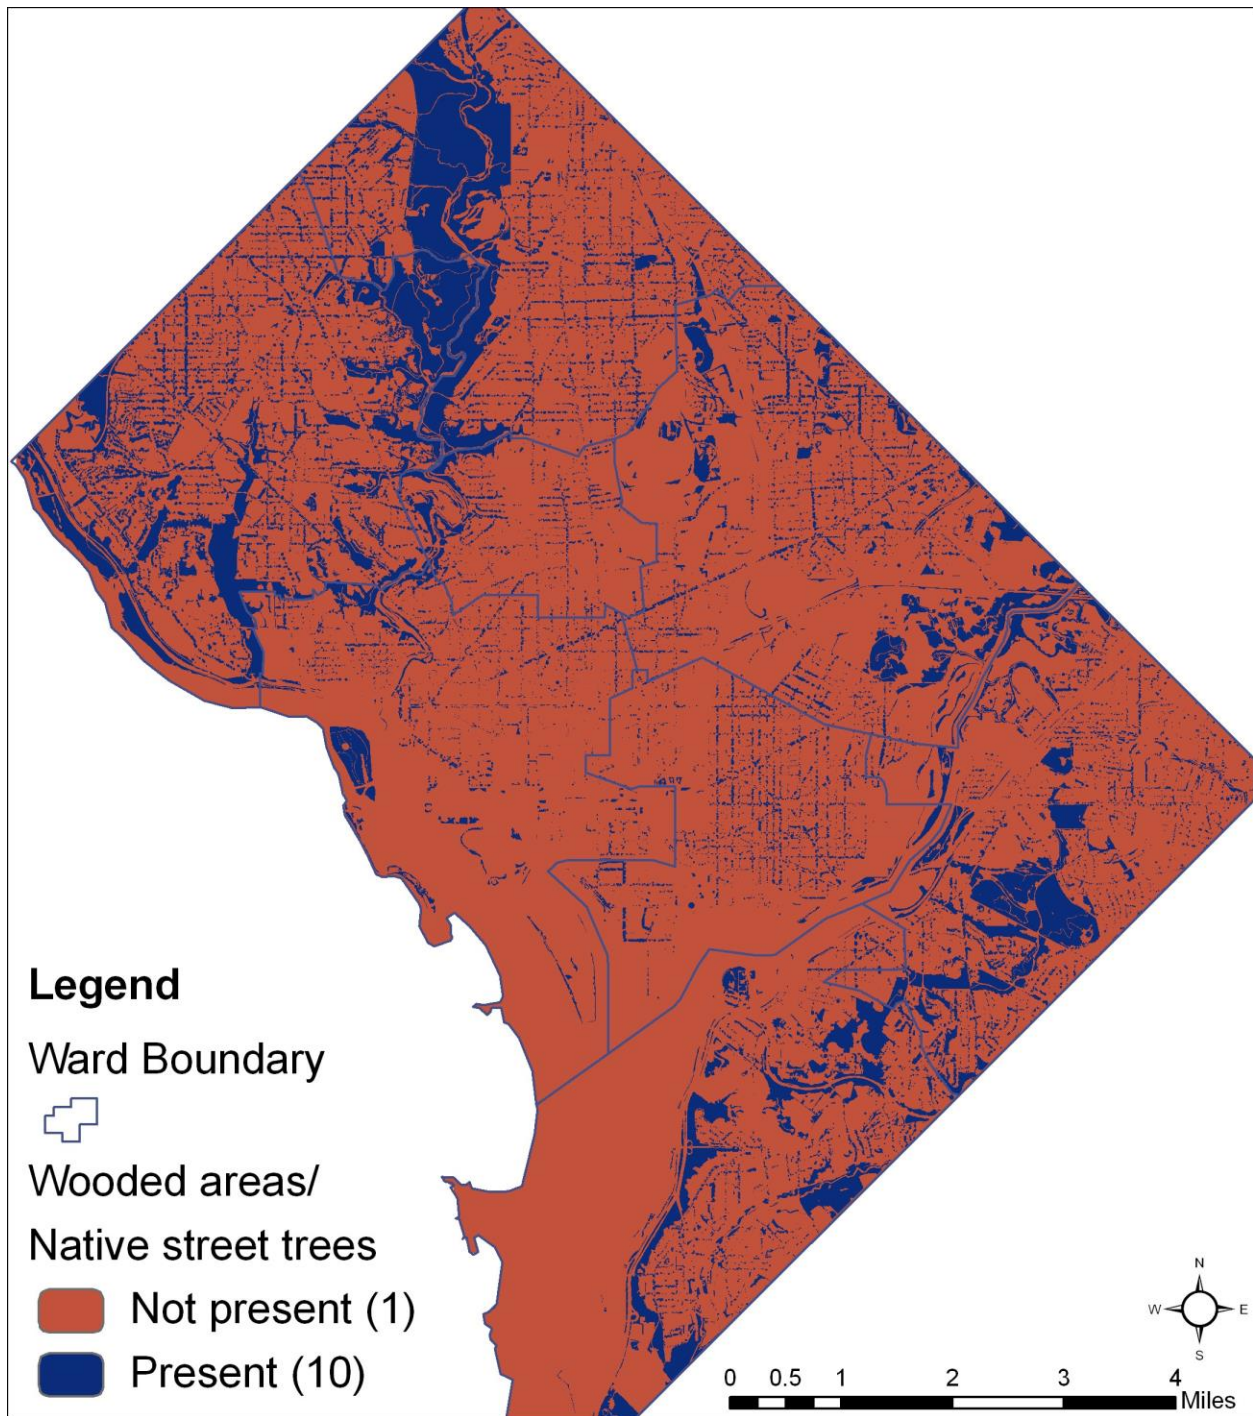 Legend
Ward Boundary
Wooded areas/
Native street trees
Not present (1)
Present (10)
N
W E
S
0 0.5 1 2 3 4
Miles